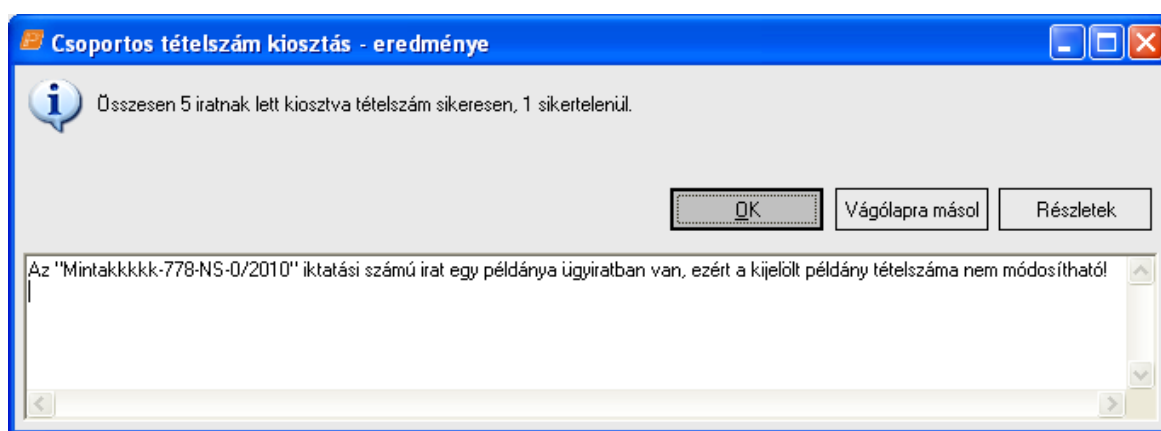 Csoportos tételszám kiosztás - eredménye
Összesen 5 iratnak lett kiosztva tételszám sikeresen, 1 sikertelenül.
OK Vágólapra másol Részletek
Az "Mintakkkkk-778-NS-0/2010" iktatási számú irat egy példánya ügyiratban van, ezért a kijelölt példány tételszáma nem módosítható!